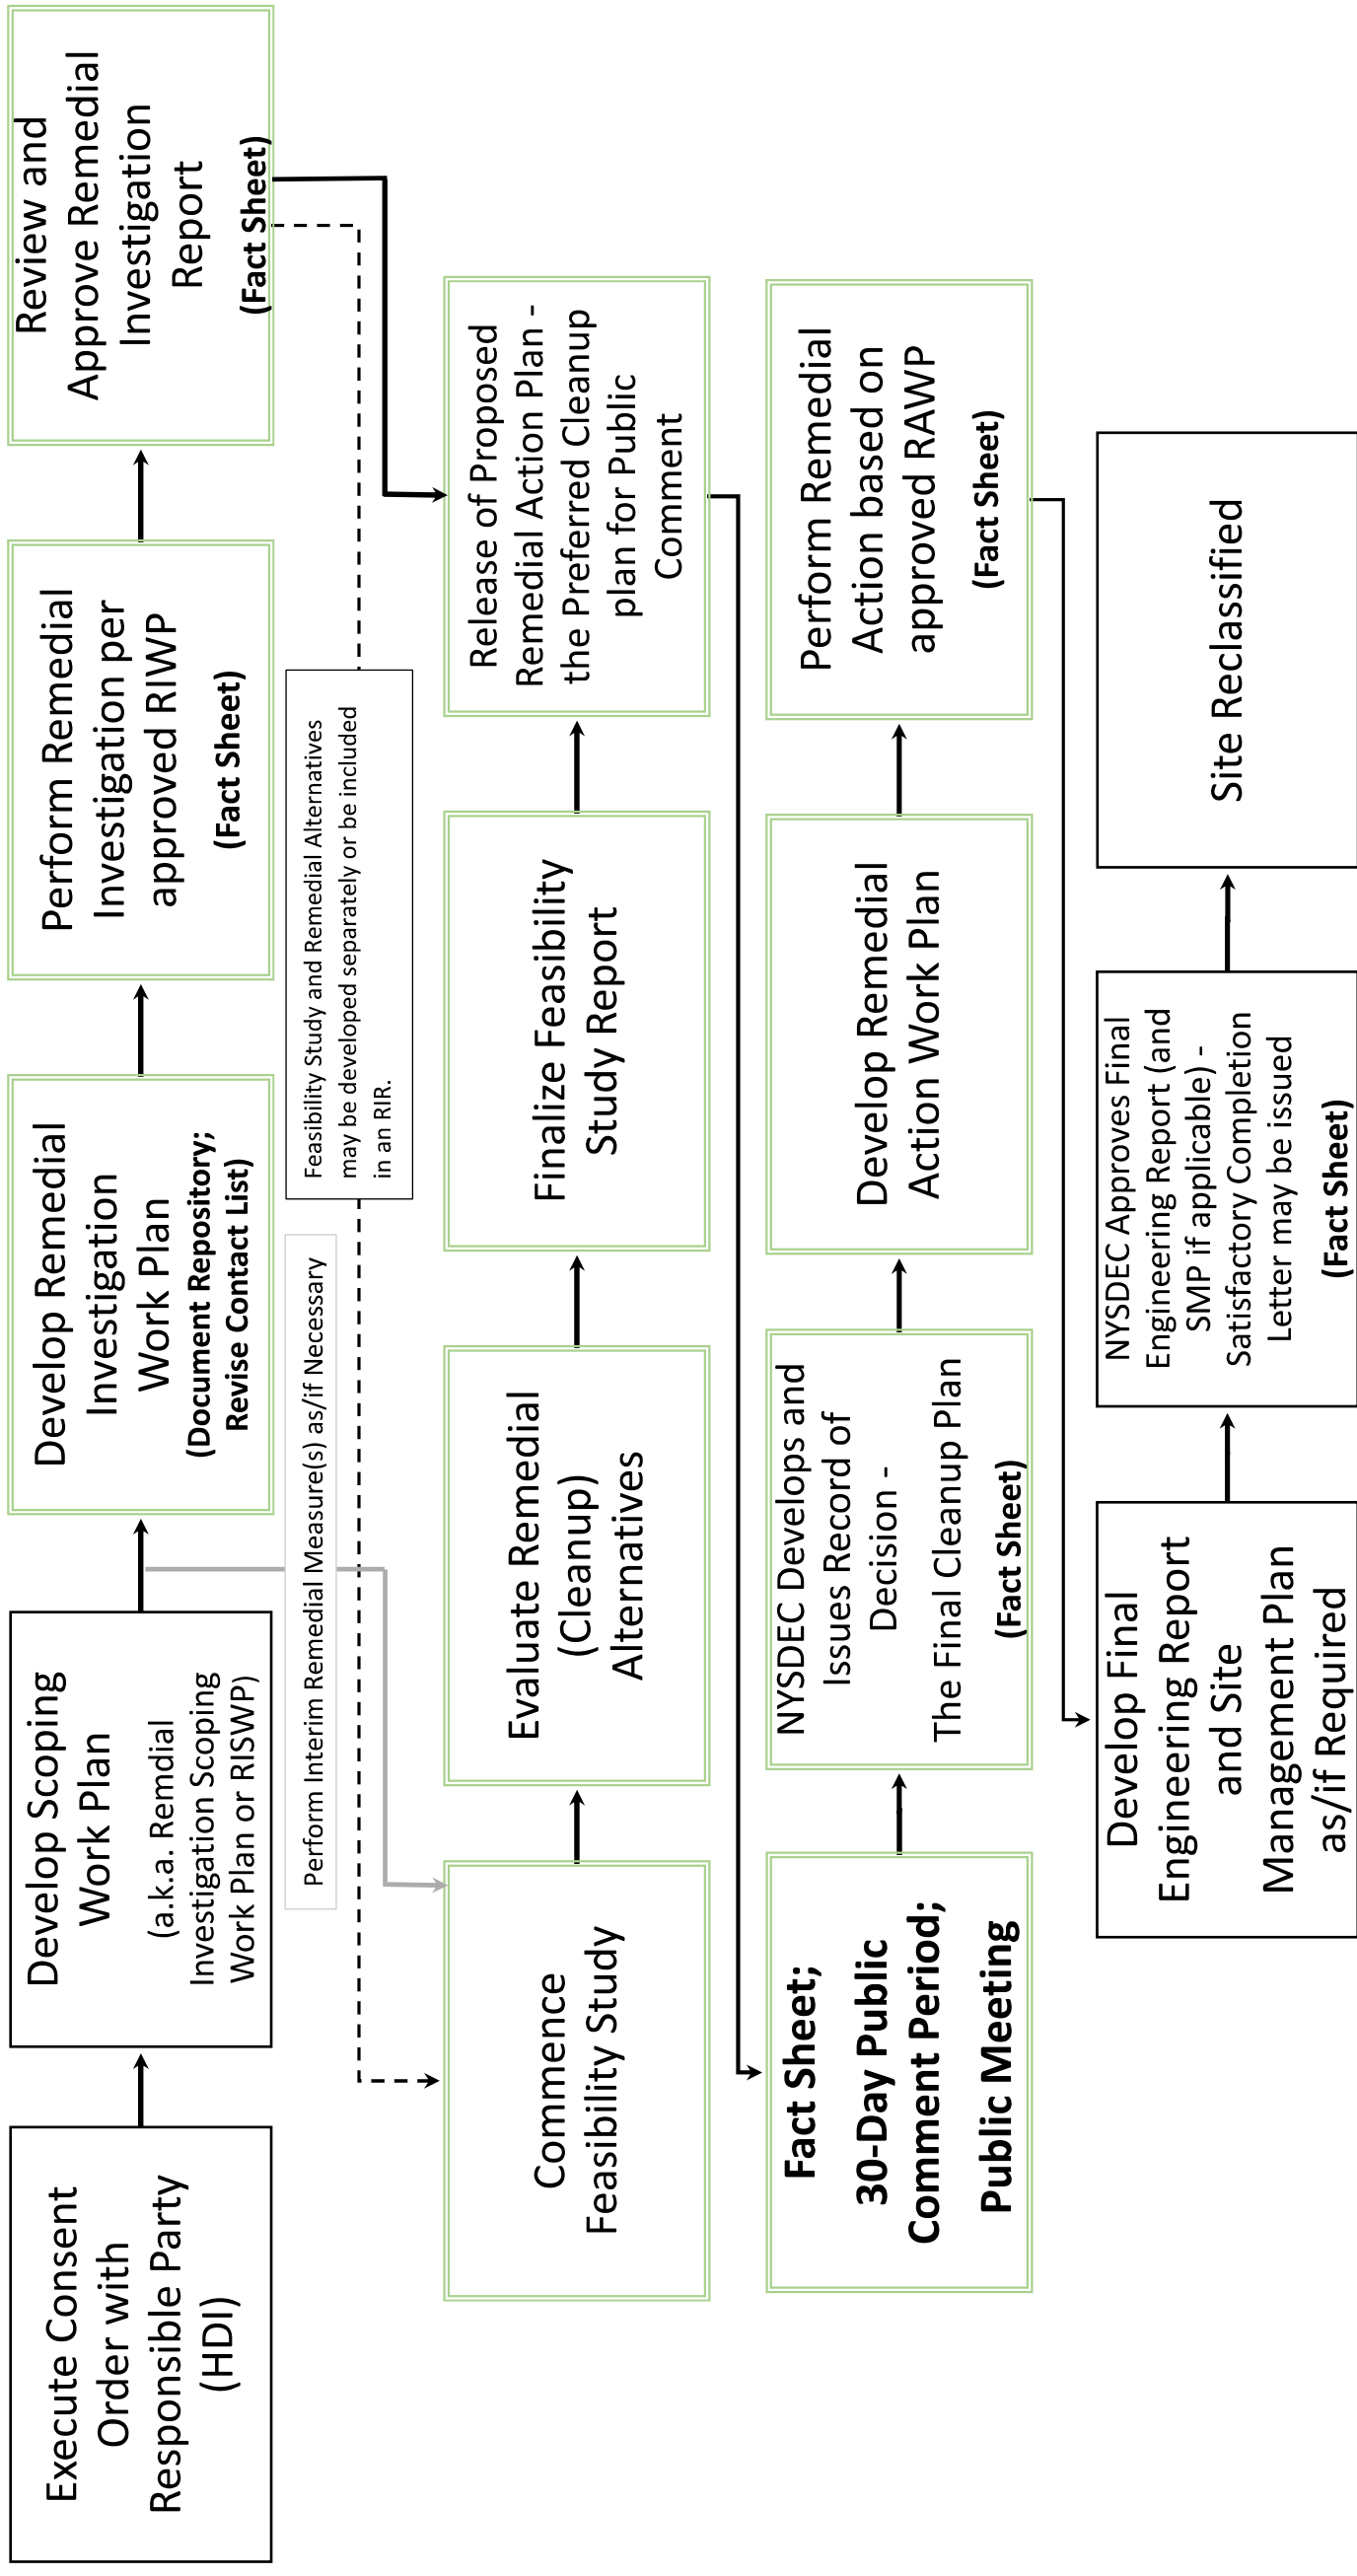 Execute Consent
Order with
Responsible Party
(HDI)
Develop Scoping
Work Plan
(a.k.a. Remdial
Investigation Scoping
Work Plan or RISWP)
Develop Remedial
Investigation
Work Plan
(Document Repository;
Revise Contact List)
Perform Remedial
Investigation per
approved RIWP
(Fact Sheet)
Review and
Approve Remedial
Investigation
Report
(Fact Sheet)
Perform Interim Remedial Measure(s) as/if Necessary
Feasibility Study and Remedial Alternatives
may be developed separately or be included
in an RIR.
Commence
Feasibility Study
Evaluate Remedial
(Cleanup)
Alternatives
Finalize Feasibility
Study Report
Release of Proposed
Remedial Action Plan -
the Preferred Cleanup
plan for Public
Comment
Fact Sheet;
30-Day Public
Comment Period;
Public Meeting
NYSDEC Develops and
Issues Record of
Decision -
The Final Cleanup Plan
(Fact Sheet)
Develop Remedial
Action Work Plan
Perform Remedial
Action based on
approved RAWP
(Fact Sheet)
Develop Final
Engineering Report
and Site
Management Plan
as/if Required
NYSDEC Approves Final
Engineering Report (and
SMP if applicable) -
Satisfactory Completion
Letter may be issued
(Fact Sheet)
Site Reclassified